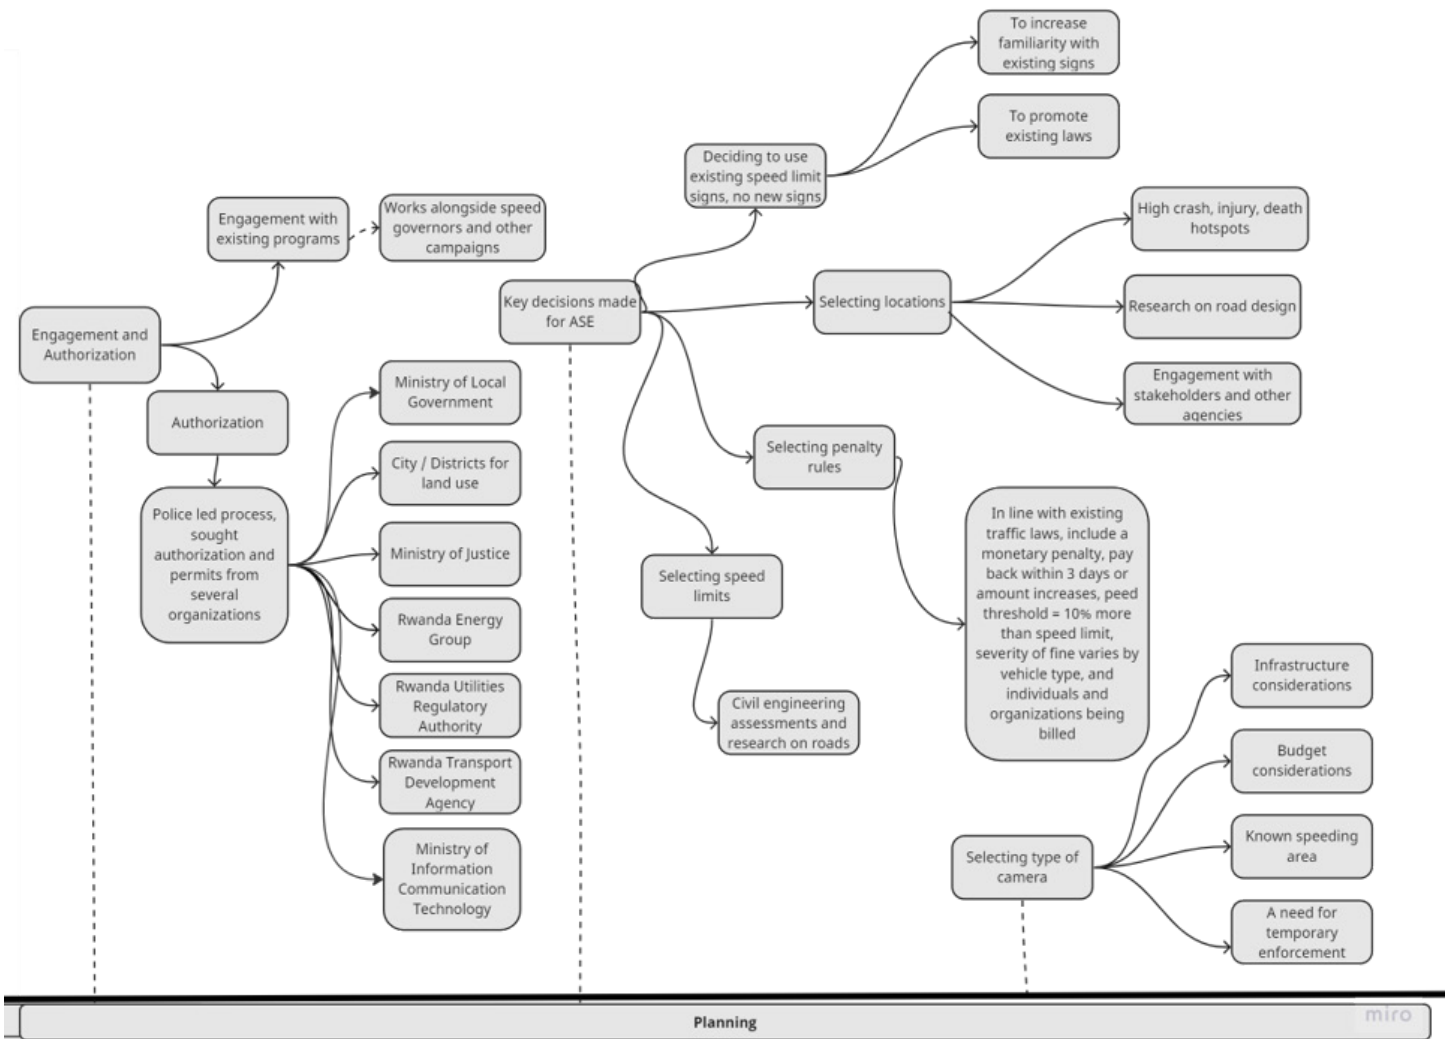 To increase
familiarity with
existing signs
To promote
existing laws
Deciding to use
existing speed limit
signs, no new signs
High crash, injury, death
hotspots
Engagement with
existing programs
Works alongside speed
governors and other
campaigns
Key decisions made
for ASE
Selecting locations
Research on road design
Engagement and
Authorization
Engagement with
stakeholders and other
agencies
Authorization
Ministry of Local
Government
City / Districts for
land use
Selecting penalty
rules
Police led process,
sought
authorization and
permits from
several
organizations
Ministry of Justice
Rwanda Energy
Group
Rwanda Utilities
Regulatory
Authority
Rwanda Transport
Development
Agency
Ministry of
Information
Communication
Technology
Selecting speed
limits
Civil engineering
assessments and
research on roads
In line with existing
traffic laws, include a
monetary penalty, pay
back within 3 days or
amount increases, peed
threshold = 10% more
than speed limit,
severity of fine varies by
vehicle type, and
individuals and
organizations being
billed
Selecting type of
camera
Infrastructure
considerations
Budget
considerations
Known speeding
area
A need for
temporary
enforcement
Planning
miro